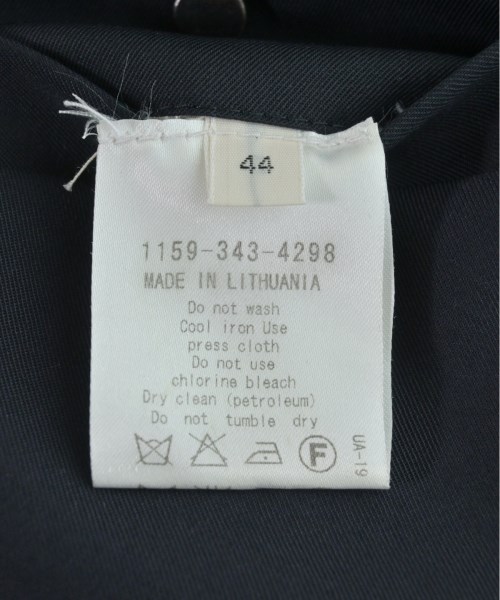 44
1159-343-4298
MADE IN LITHUANIA
Do not wash
Cool iron Use
press cloth
Do not use
chlorine bleach
Dry clean (petroleum)
Do not tumble dry
F
UA-19